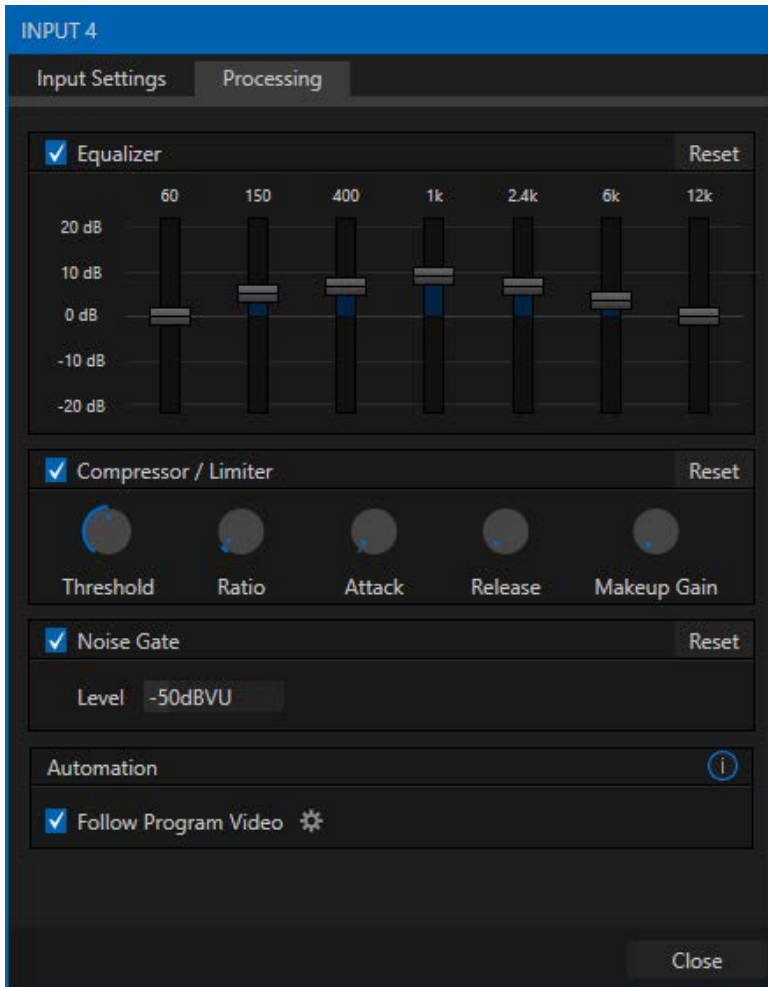 INPUT 4
Input Settings Processing
Equalizer Reset
60 150 400 1k 2.4k 6k 12k
20 dB
10 dB
0 dB
-10 dB
-20 dB
Compressor / Limiter Reset
Threshold Ratio Attack Release Makeup Gain
Noise Gate Reset
Level -50dBVU
Automation i
Follow Program Video
Close